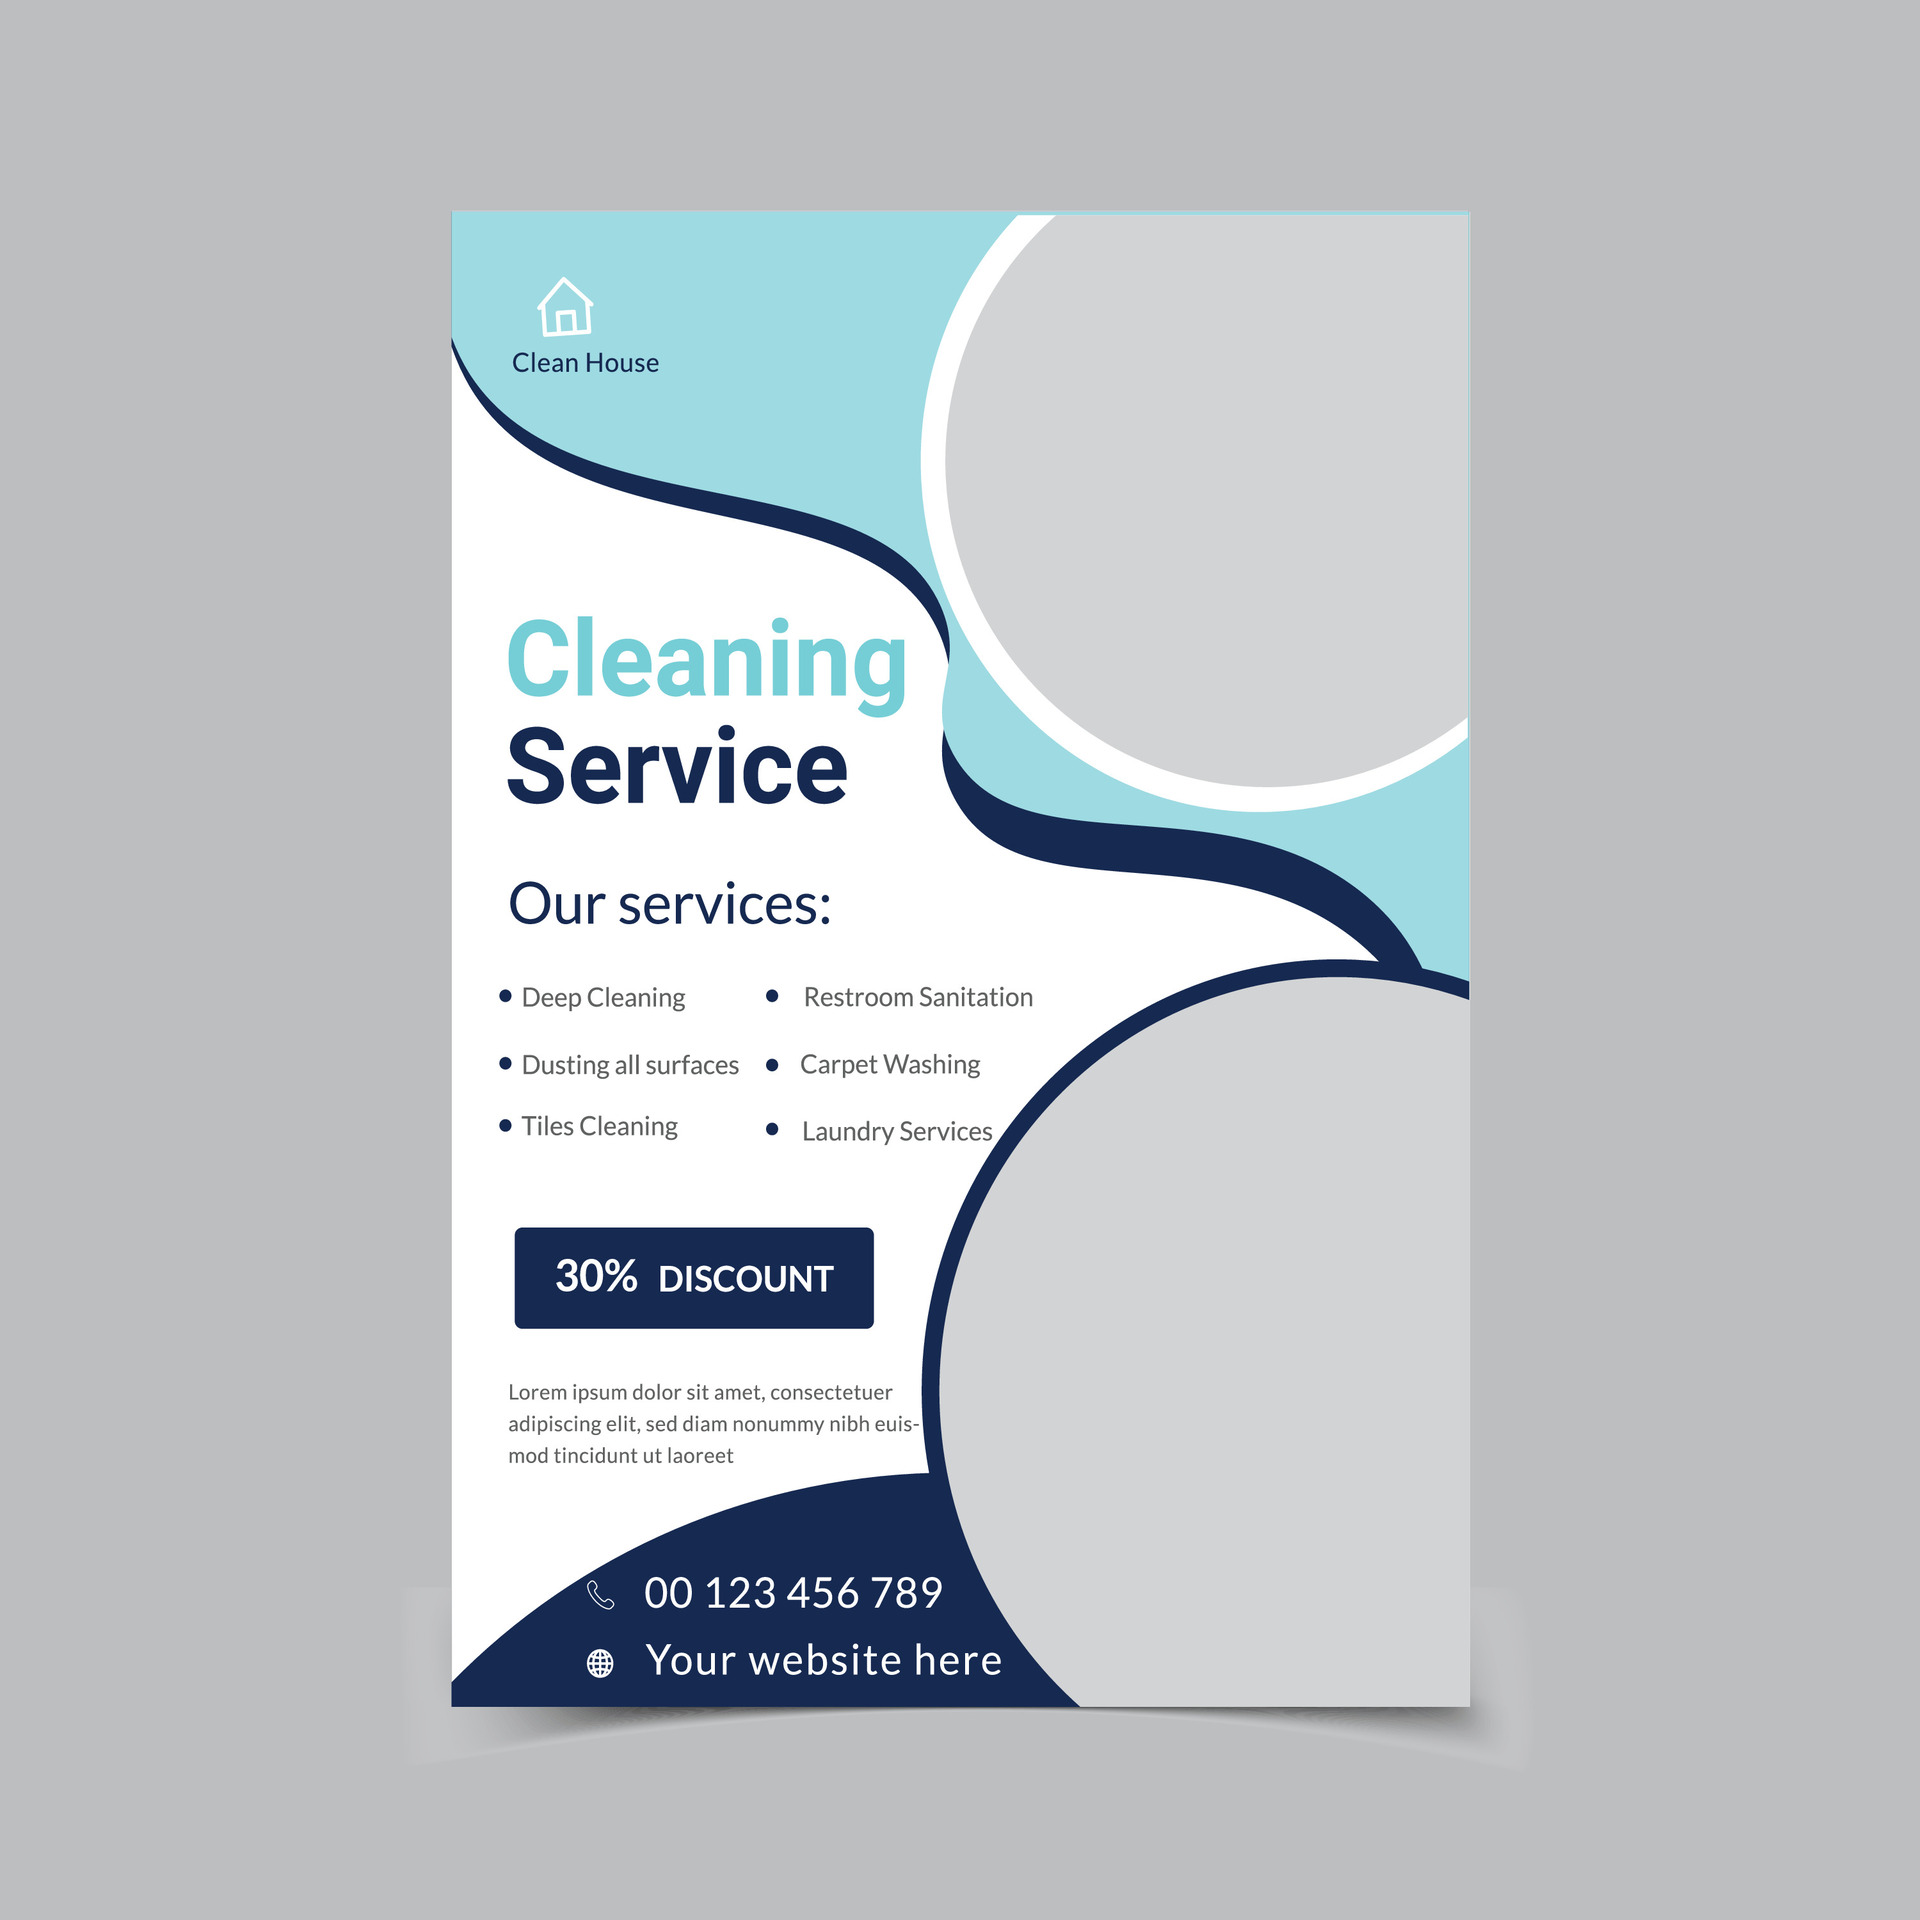 Clean House
Cleaning
Service
Our services:
Deep Cleaning
Dusting all surfaces
Tiles Cleaning
Restroom Sanitation
Carpet Washing
Laundry Services
30% DISCOUNT
Lorem ipsum dolor sit amet, consectetuer
adipiscing elit, sed diam nonummy nibh euis-
mod tincidunt ut laoreet
00 123 456 789
Your website here